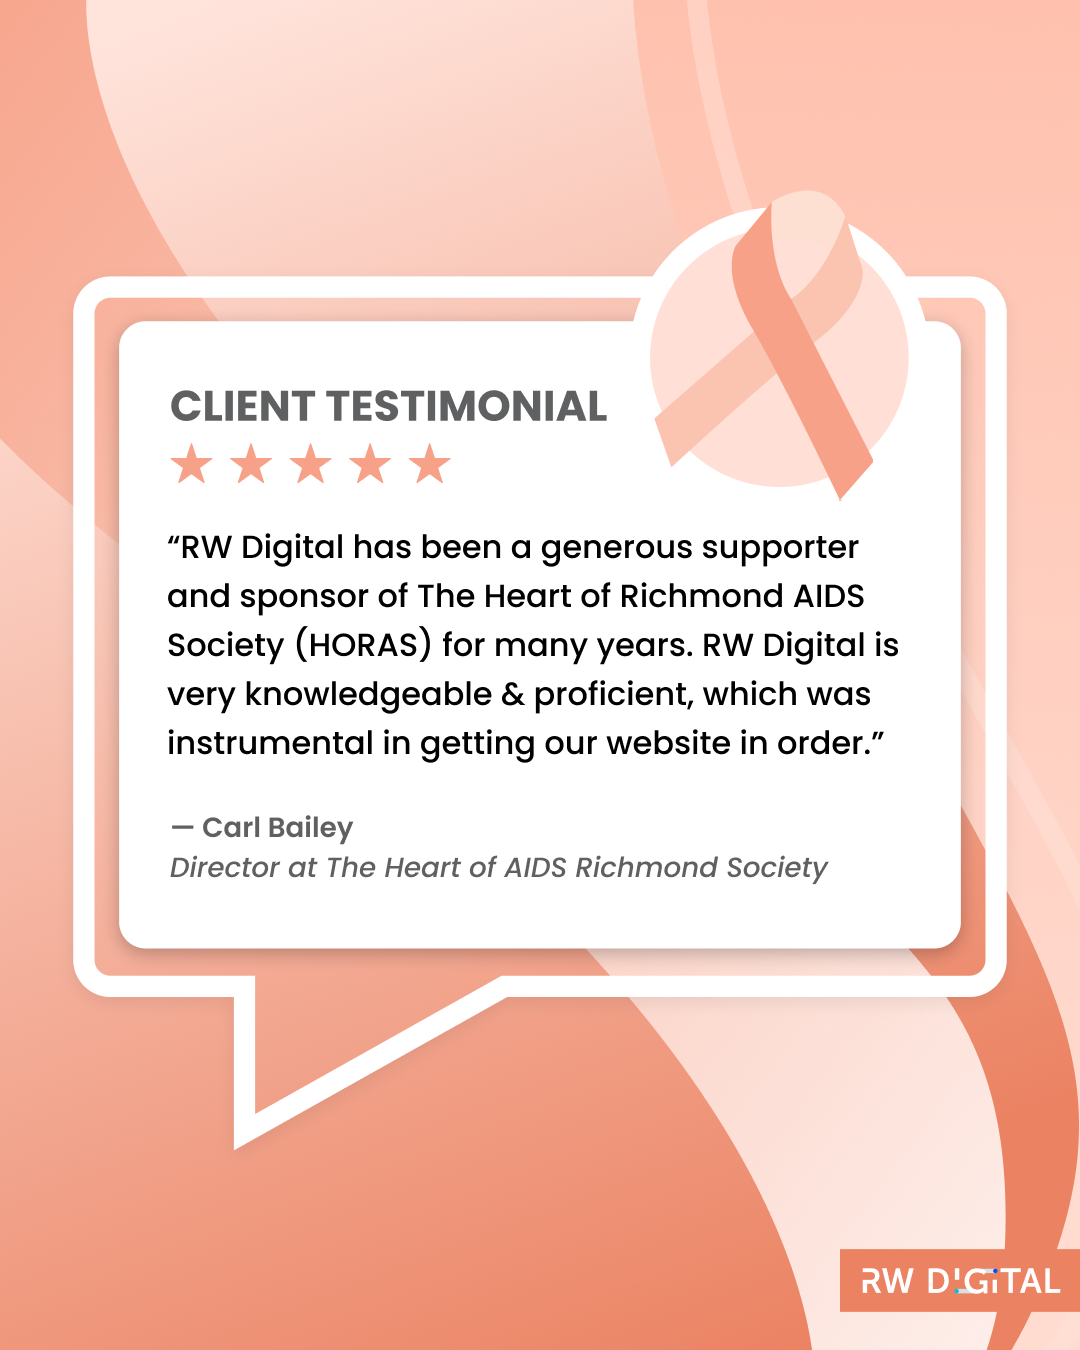 CLIENT TESTIMONIAL
“RW Digital has been a generous supporter
and sponsor of The Heart of Richmond AIDS
Society (HORAS) for many years. RW Digital is
very knowledgeable & proficient, which was
instrumental in getting our website in order.”
— Carl Bailey
Director at The Heart of AIDS Richmond Society
RW DIGITAL